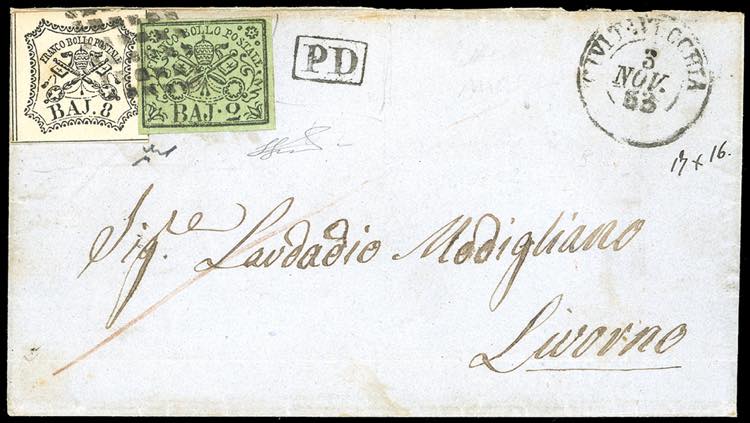 FRANCO BOLLO POSTALE
BAJ. 8
FRANCO BOLLO POSTALE
BAJ. 2
PD
CIVITAVECCHIA
3
NOV.
58
17 x 16.
Sig.e Laudadio Modigliano
Livorno